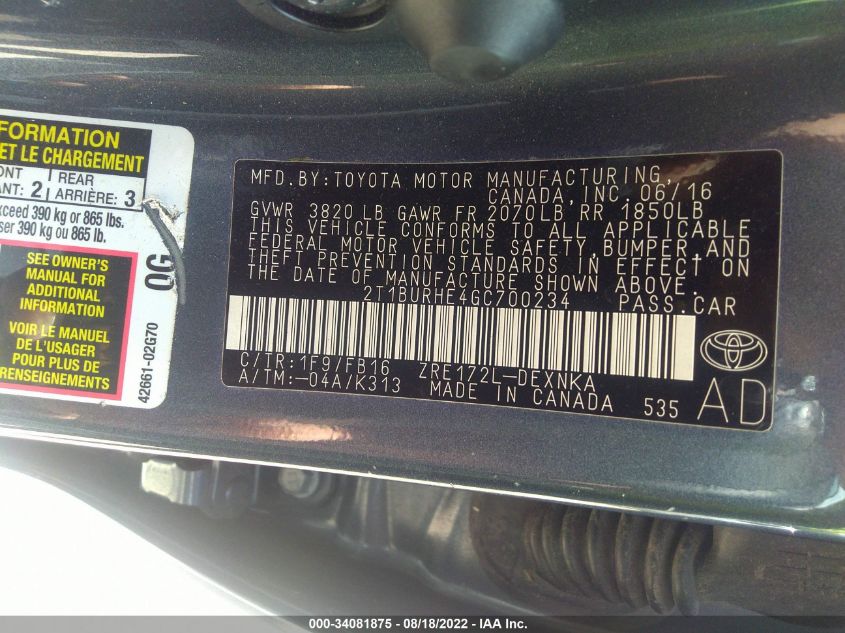 FORMATION
ET LE CHARGEMENT
ONT
ANT: 2
REAR
ARRIÈRE: 3
exceed 390 kg or 865 lbs.
ser 390 kg ou 865 lb.
SEE OWNER'S
MANUAL FOR
ADDITIONAL
INFORMATION
VOIR LE MANUEL
DE L'USAGER
POUR PLUS DE
RENSEIGNEMENTS
QG
42661-02G70
MFD.BY:TOYOTA MOTOR MANUFACTURING,
CANADA, INC. 06/16
GVWR 3820 LB GAWR FR 2070LB RR 1850LB
THIS VEHICLE CONFORMS TO ALL APPLICABLE
FEDERAL MOTOR VEHICLE SAFETY, BUMPER, AND
THEFT PREVENTION STANDARDS IN EFFECT ON
THE DATE OF MANUFACTURE SHOWN ABOVE.
2T1BURHE4GC700234 PASS.CAR
C/TR:1F9/FB16 ZRE172L-DEXNKA
A/TM:-04A/K313 MADE IN CANADA 535
AD
000-34081875 - 08/18/2022 - IAA Inc.